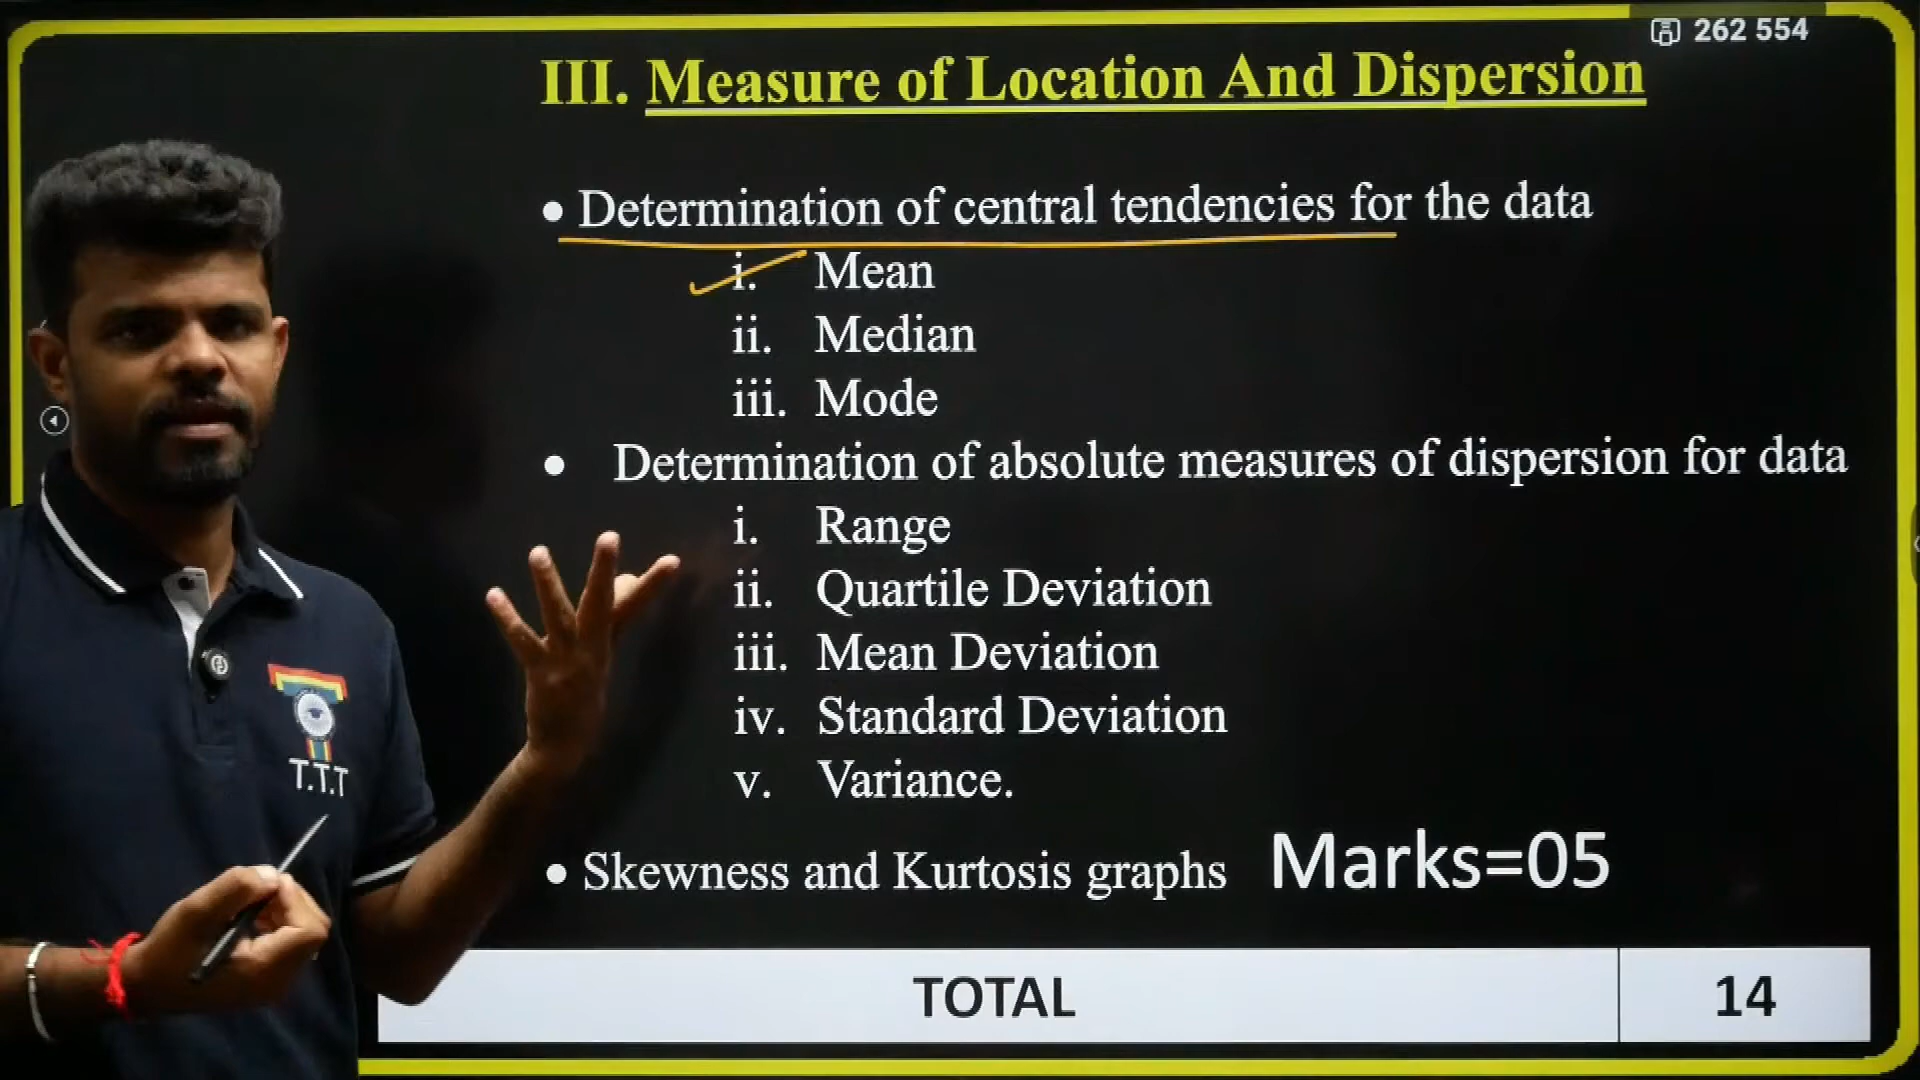 262 554
III. Measure of Location And Dispersion
• Determination of central tendencies for the data
i. Mean
ii. Median
iii. Mode
• Determination of absolute measures of dispersion for data
i. Range
ii. Quartile Deviation
iii. Mean Deviation
iv. Standard Deviation
v. Variance.
• Skewness and Kurtosis graphs Marks=05
TOTAL 14
T.T.T